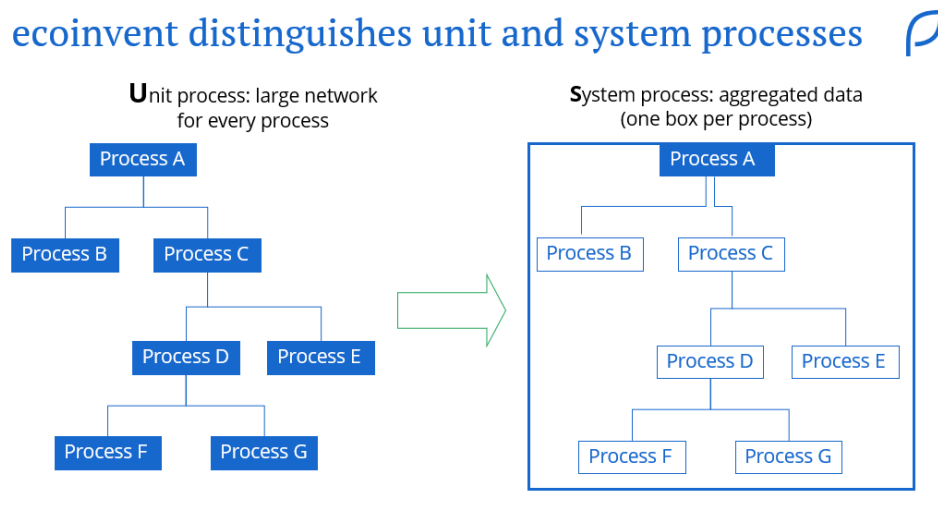 ecoinvent distinguishes unit and system processes
Unit process: large network
for every process
Process A
Process B
Process C
Process D
Process E
Process F
Process G
System process: aggregated data
(one box per process)
Process A
Process B
Process C
Process D
Process E
Process F
Process G